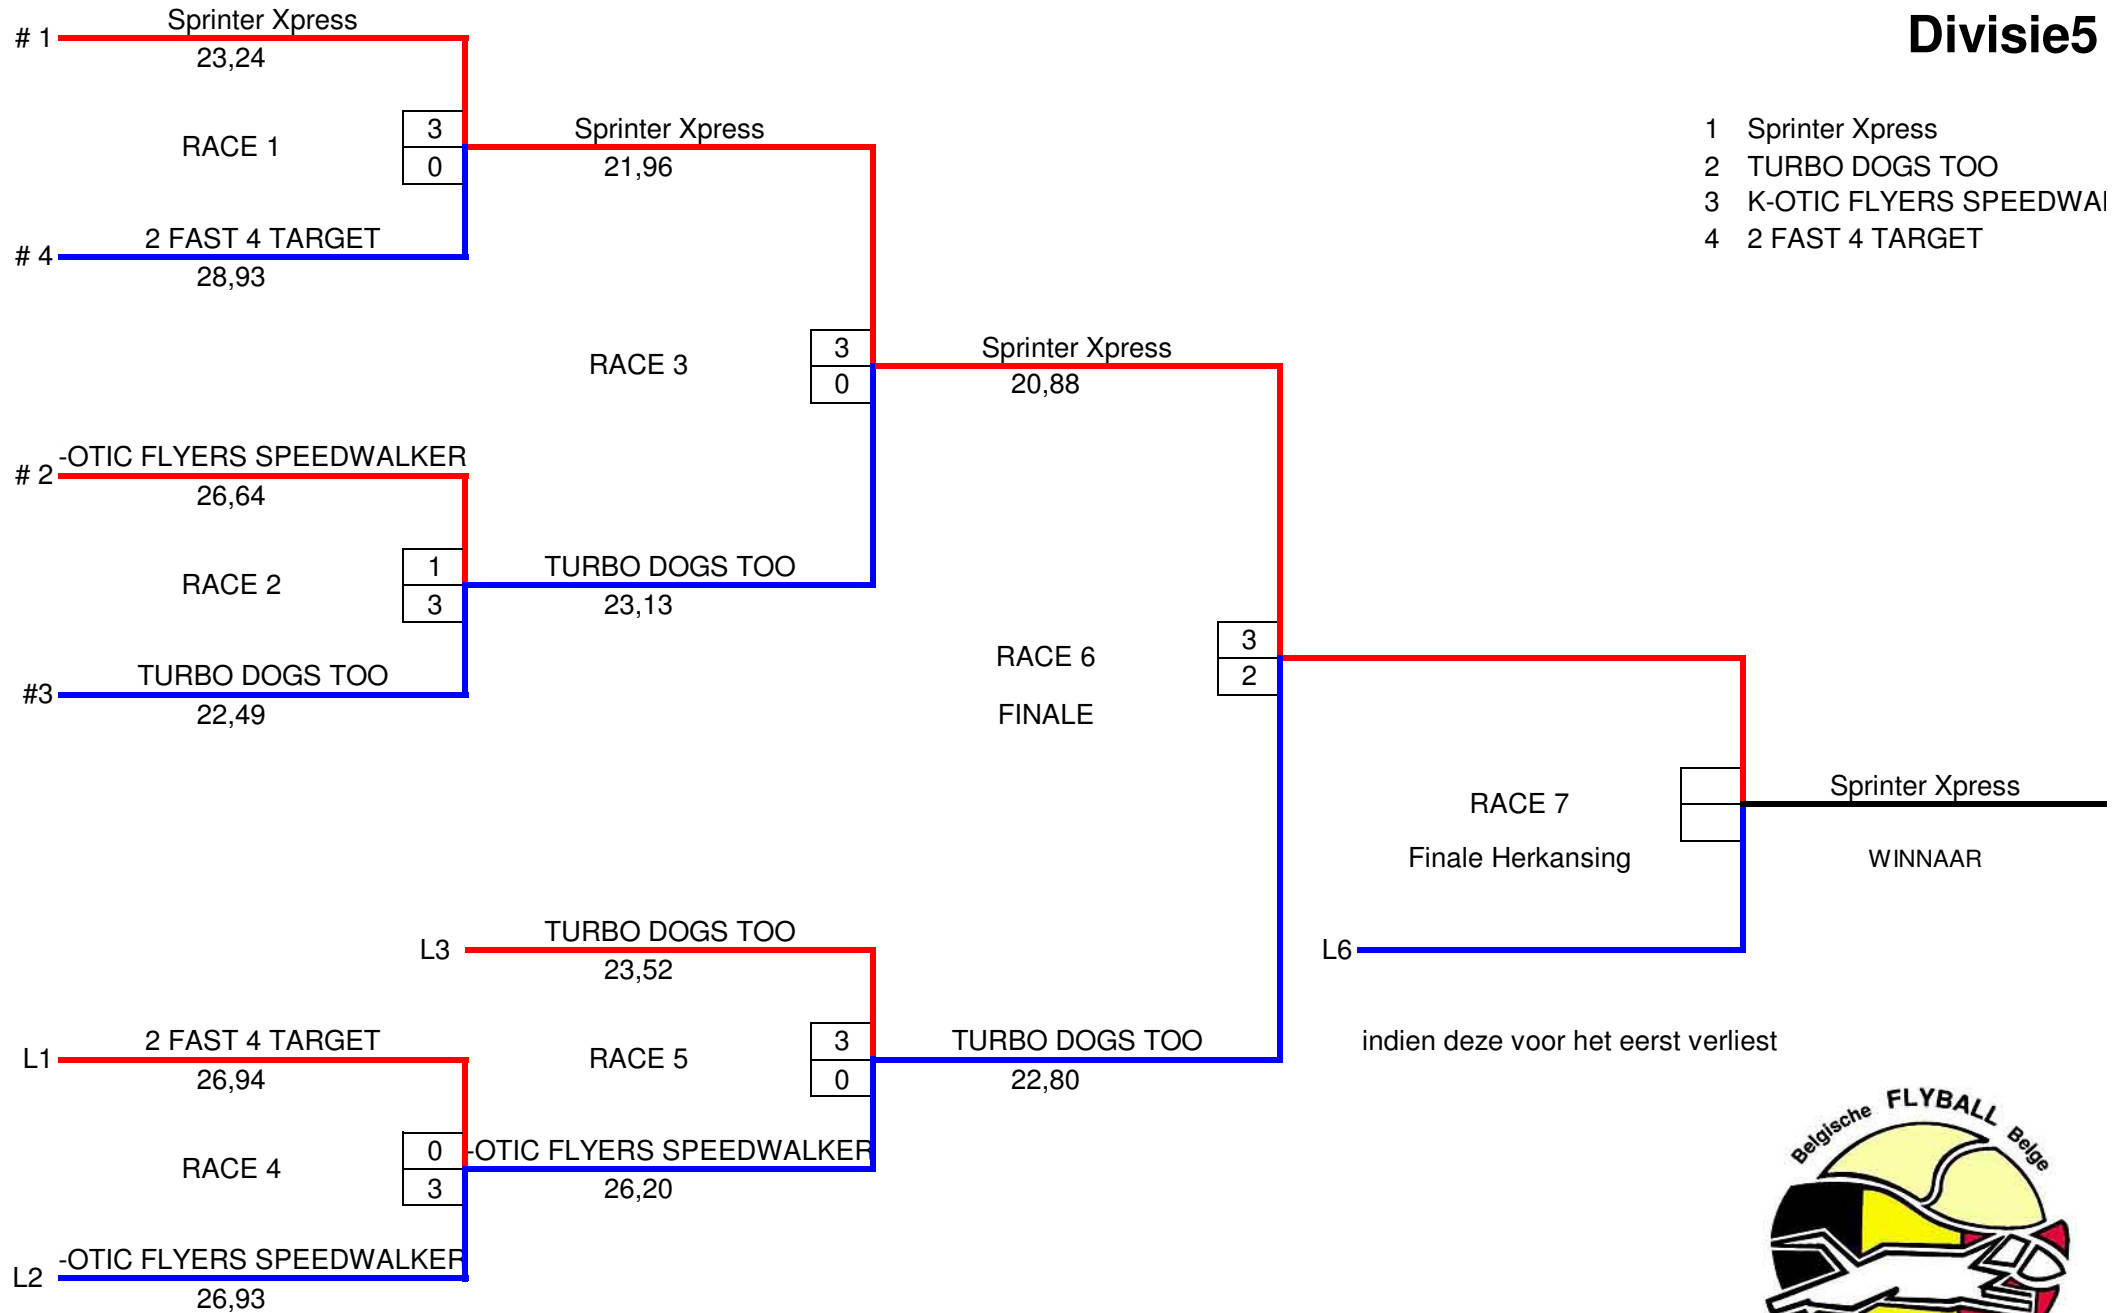 Divisie5
# 1
Sprinter Xpress
23,24
RACE 1
3
0
# 4
2 FAST 4 TARGET
28,93
Sprinter Xpress
21,96
1 Sprinter Xpress
2 TURBO DOGS TOO
3 K-OTIC FLYERS SPEEDWAL
4 2 FAST 4 TARGET
RACE 3
3
0
Sprinter Xpress
20,88
# 2
-OTIC FLYERS SPEEDWALKER
26,64
RACE 2
1
3
TURBO DOGS TOO
23,13
#3
TURBO DOGS TOO
22,49
RACE 6
3
2
FINALE
RACE 7
Finale Herkansing
Sprinter Xpress
WINNAAR
L6
indien deze voor het eerst verliest
L3
TURBO DOGS TOO
23,52
RACE 5
3
0
TURBO DOGS TOO
22,80
L1
2 FAST 4 TARGET
26,94
RACE 4
0
3
-OTIC FLYERS SPEEDWALKER
26,20
L2
-OTIC FLYERS SPEEDWALKER
26,93
Belgische FLYBALL Belge